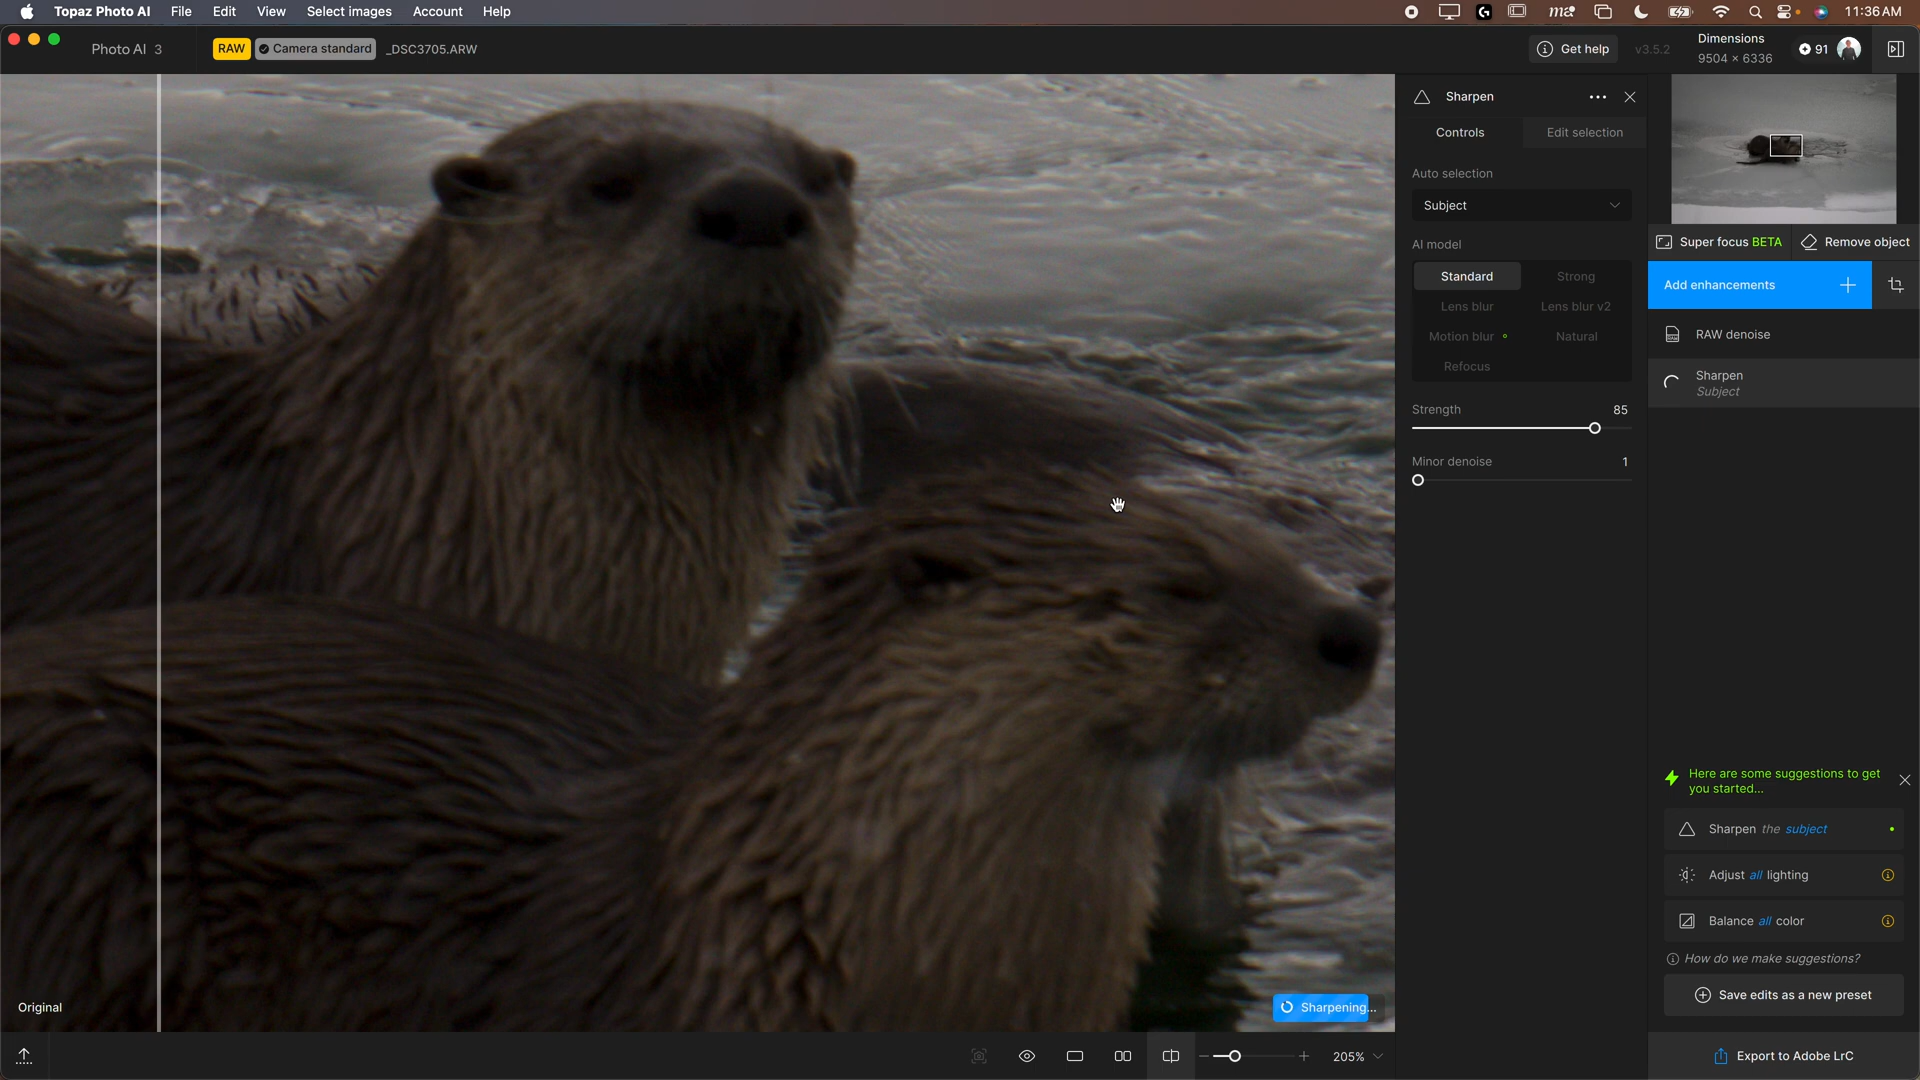 Topaz Photo AI File Edit View Select images Account Help
11:36 AM
Photo AI 3
RAW Camera standard _DSC3705.ARW
Get help
v3.5.2
Dimensions
9504 × 6336
91
Sharpen
Controls
Edit selection
Auto selection
Subject
AI model
Standard
Strong
Lens blur
Lens blur v2
Motion blur
Natural
Refocus
Strength 85
Minor denoise 1
Super focus BETA
Remove object
Add enhancements
RAW denoise
Sharpen
Subject
Here are some suggestions to get
you started...
Sharpen the subject
Adjust all lighting
Balance all color
How do we make suggestions?
Save edits as a new preset
Original
Sharpening...
205%
Export to Adobe LrC